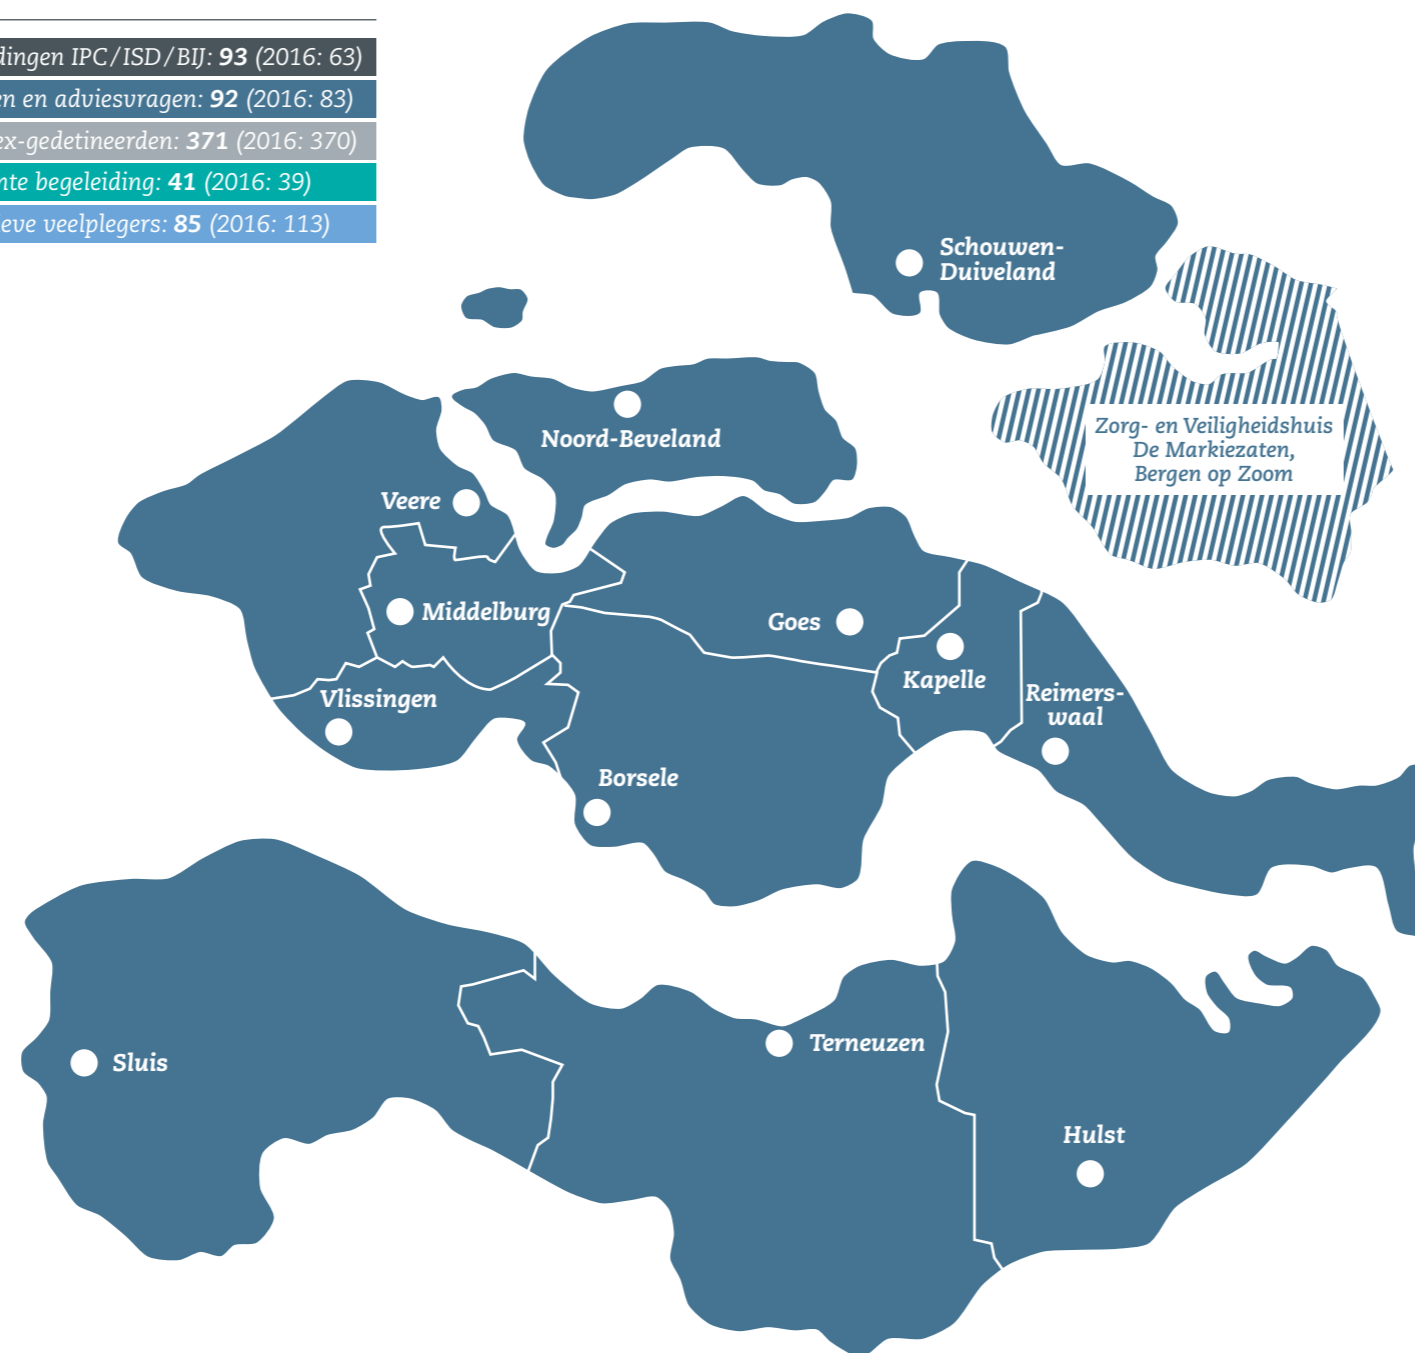 dingen IPC/ISD/BIJ: 93 (2016: 63)
en en adviesvragen: 92 (2016: 83)
ex-gedetineerden: 371 (2016: 370)
nte begeleiding: 41 (2016: 39)
ieve veelplegers: 85 (2016: 113)
Schouwen-
Duiveland
Noord-Beveland
Zorg- en Veiligheidshuis
De Markiezaten,
Bergen op Zoom
Veere
Middelburg
Goes
Kapelle
Reimers-
waal
Vlissingen
Borsele
Terneuzen
Sluis
Hulst